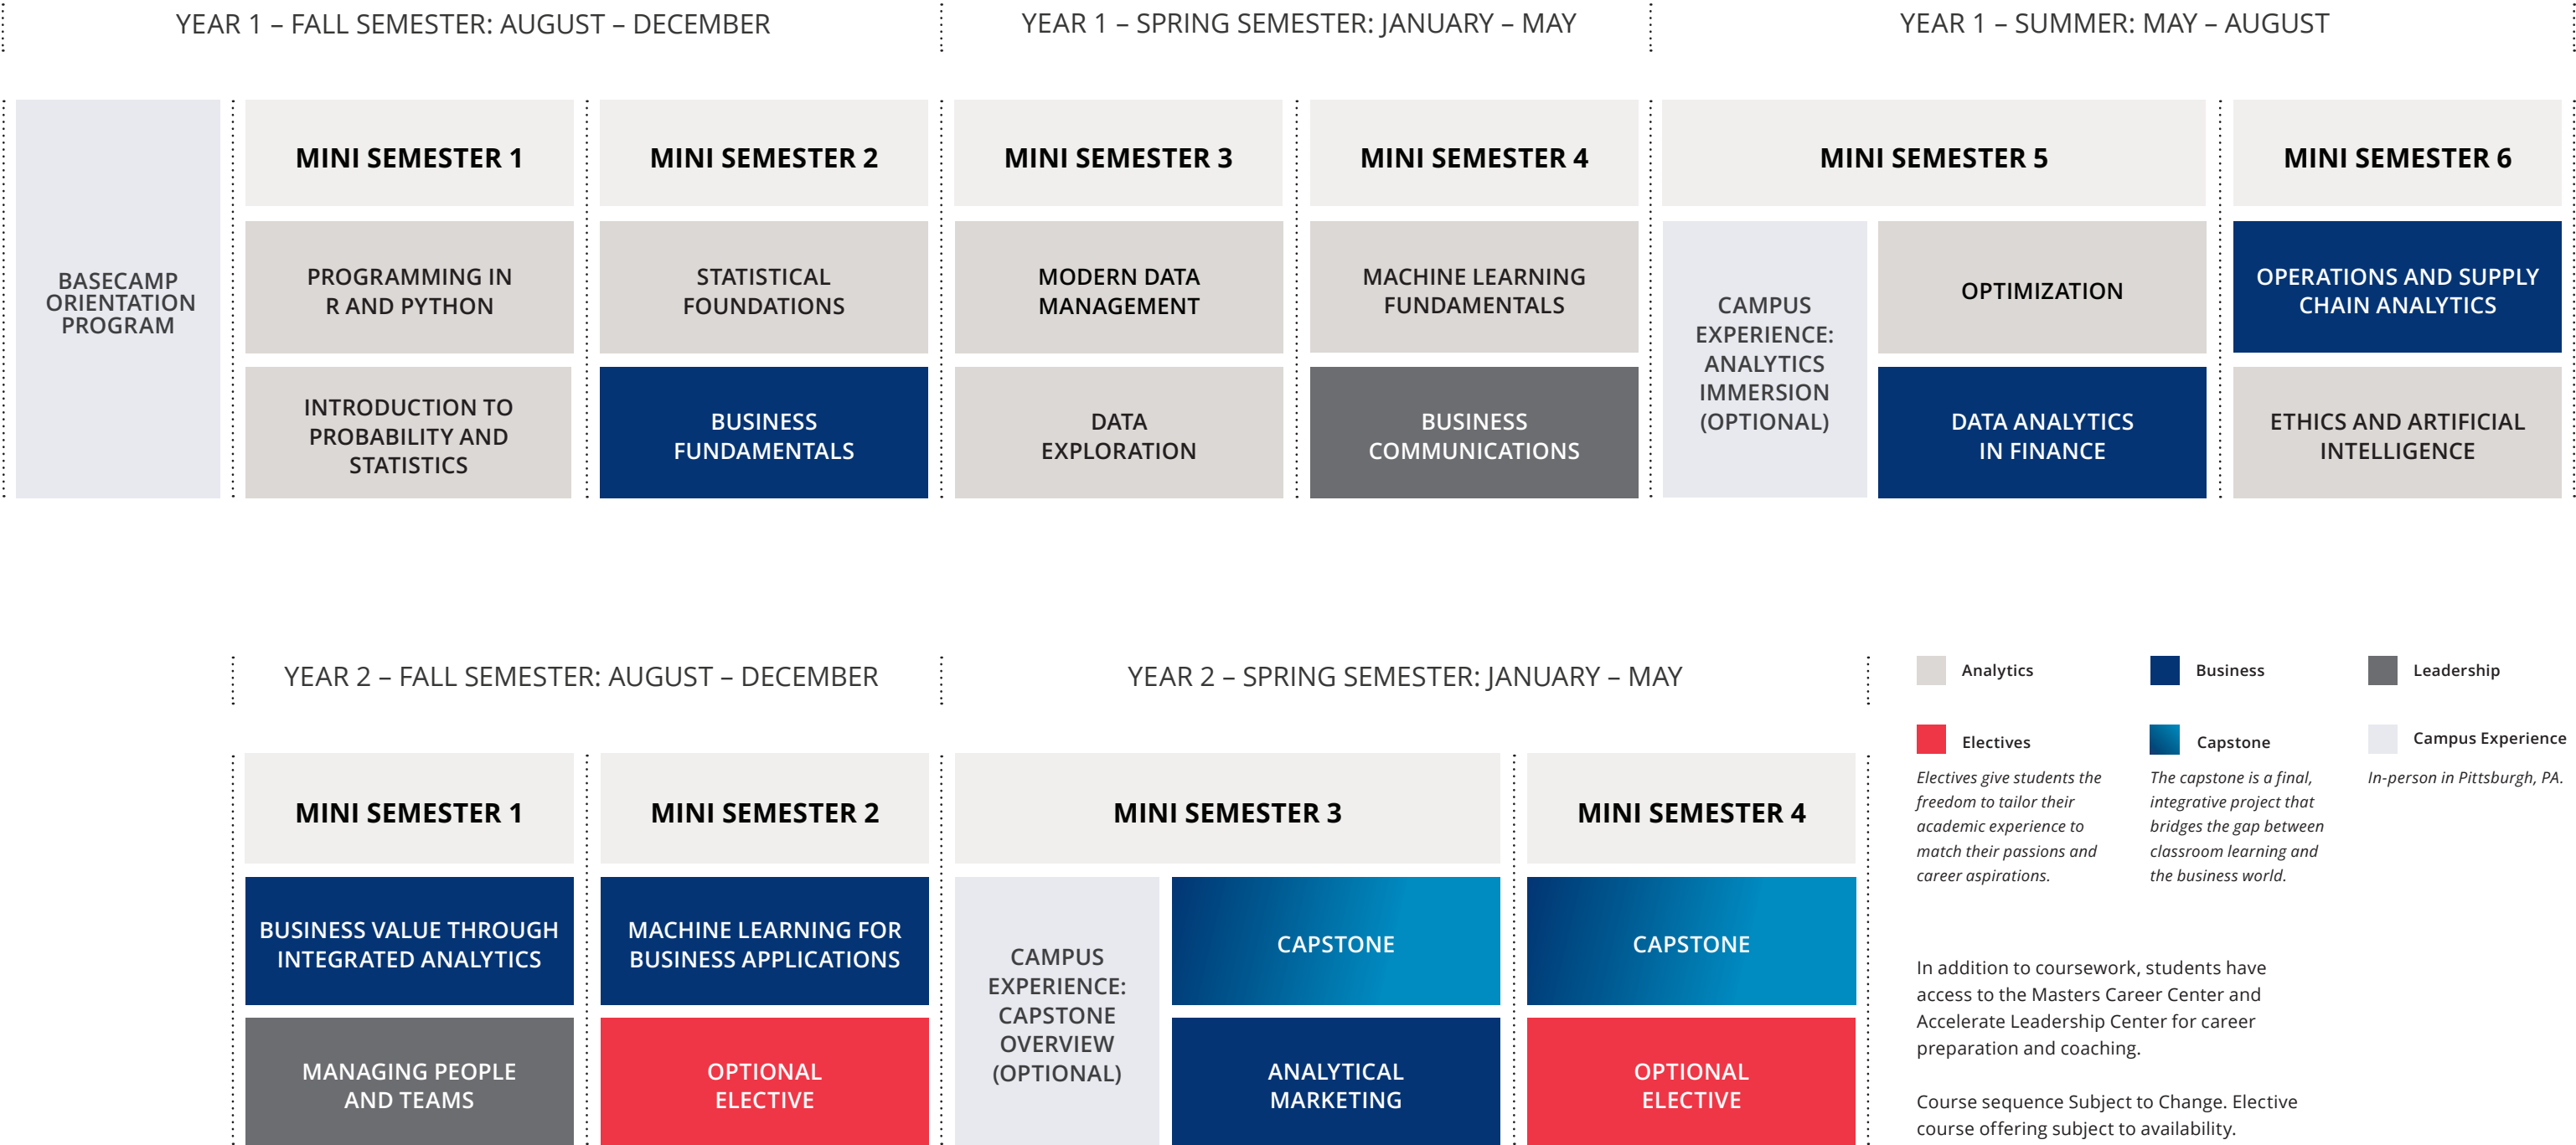 YEAR 1 – FALL SEMESTER: AUGUST – DECEMBER
YEAR 1 – SPRING SEMESTER: JANUARY – MAY
YEAR 1 – SUMMER: MAY – AUGUST
BASECAMP
ORIENTATION
PROGRAM
MINI SEMESTER 1
PROGRAMMING IN
R AND PYTHON
INTRODUCTION TO
PROBABILITY AND
STATISTICS
MINI SEMESTER 2
STATISTICAL
FOUNDATIONS
BUSINESS
FUNDAMENTALS
MINI SEMESTER 3
MODERN DATA
MANAGEMENT
DATA
EXPLORATION
MINI SEMESTER 4
MACHINE LEARNING
FUNDAMENTALS
BUSINESS
COMMUNICATIONS
MINI SEMESTER 5
CAMPUS
EXPERIENCE:
ANALYTICS
IMMERSION
(OPTIONAL)
OPTIMIZATION
DATA ANALYTICS
IN FINANCE
MINI SEMESTER 6
OPERATIONS AND SUPPLY
CHAIN ANALYTICS
ETHICS AND ARTIFICIAL
INTELLIGENCE
YEAR 2 – FALL SEMESTER: AUGUST – DECEMBER
YEAR 2 – SPRING SEMESTER: JANUARY – MAY
MINI SEMESTER 1
BUSINESS VALUE THROUGH
INTEGRATED ANALYTICS
MANAGING PEOPLE
AND TEAMS
MINI SEMESTER 2
MACHINE LEARNING FOR
BUSINESS APPLICATIONS
OPTIONAL
ELECTIVE
MINI SEMESTER 3
CAMPUS
EXPERIENCE:
CAPSTONE
OVERVIEW
(OPTIONAL)
CAPSTONE
ANALYTICAL
MARKETING
MINI SEMESTER 4
CAPSTONE
OPTIONAL
ELECTIVE
Analytics
Business
Leadership
Electives
Electives give students the
freedom to tailor their
academic experience to
match their passions and
career aspirations.
Capstone
The capstone is a final,
integrative project that
bridges the gap between
classroom learning and
the business world.
Campus Experience
In-person in Pittsburgh, PA.
In addition to coursework, students have
access to the Masters Career Center and
Accelerate Leadership Center for career
preparation and coaching.
Course sequence Subject to Change. Elective
course offering subject to availability.